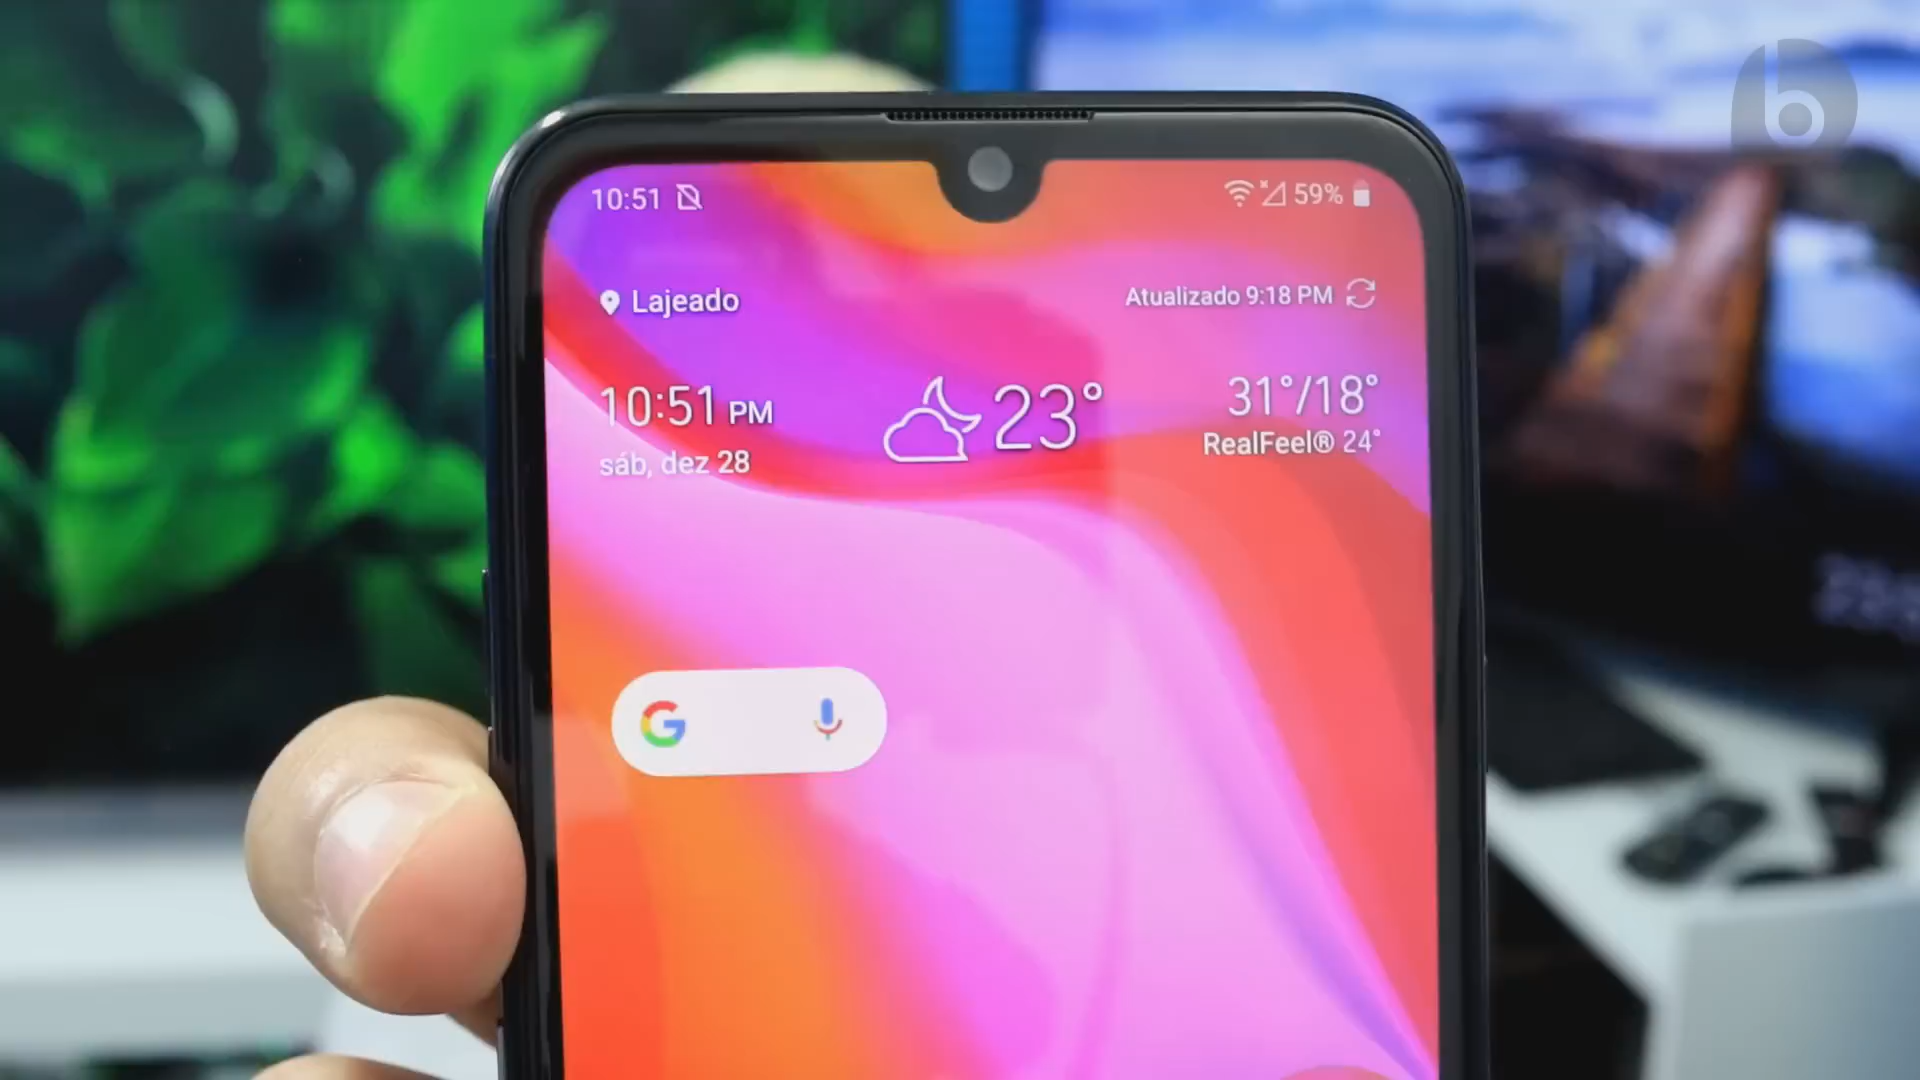 10:51 59%
Lajeado Atualizado 9:18 PM
10:51 PM 23° 31°/18°
sáb, dez 28 RealFeel® 24°
G
b